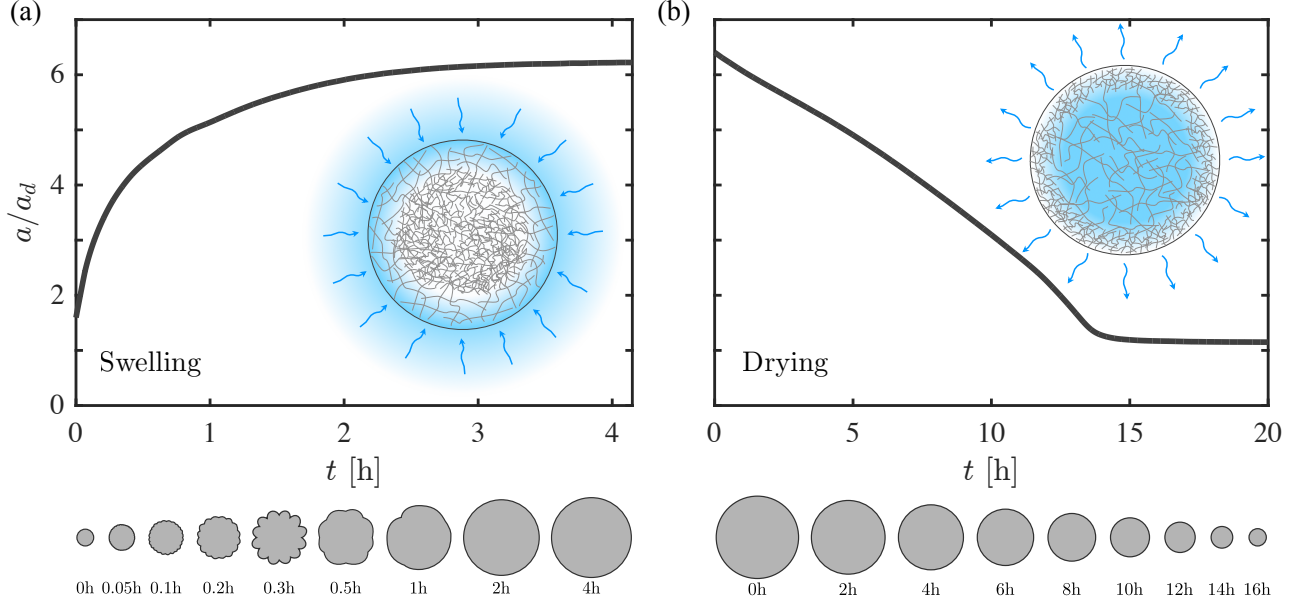 (a)
6
4
2
0
a/a_d
Swelling
0 1 2 3 4
t [h]
0h 0.05h 0.1h 0.2h 0.3h 0.5h 1h 2h 4h
(b)
Drying
0 5 10 15 20
t [h]
0h 2h 4h 6h 8h 10h 12h 14h 16h